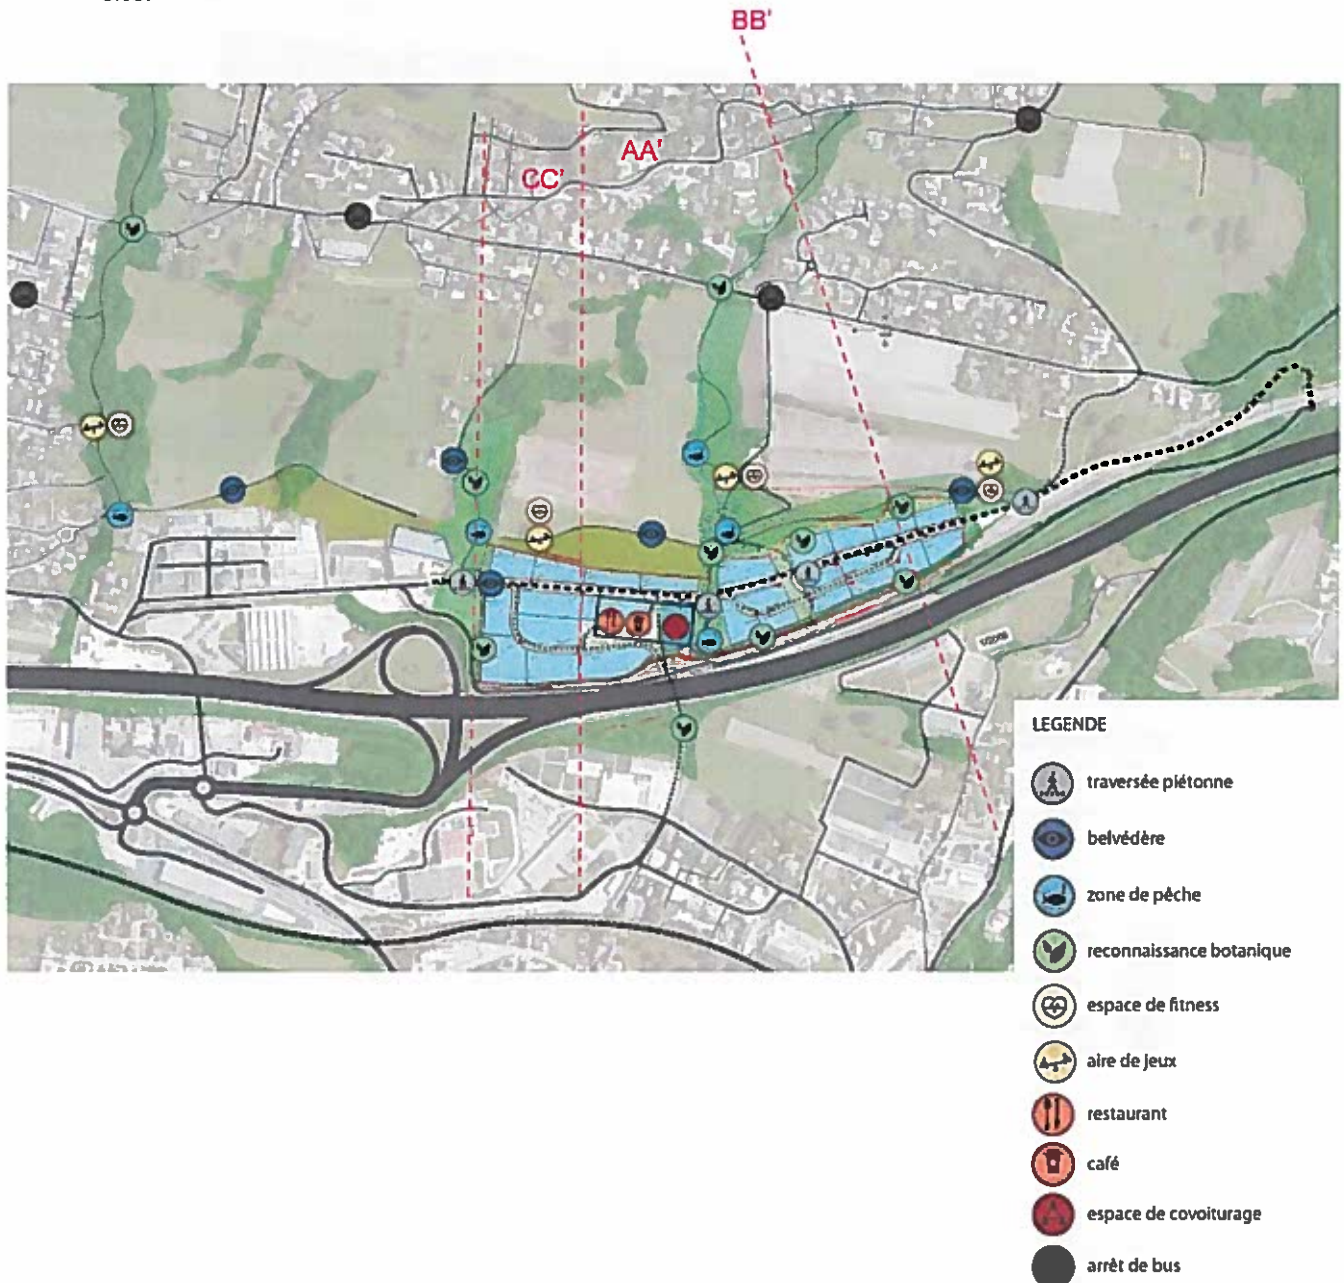 BB'
AA'
CC'
LEGENDE
traversée piétonne
belvédère
zone de pêche
reconnaissance botanique
espace de fitness
aire de jeux
restaurant
café
espace de covoiturage
arrêt de bus